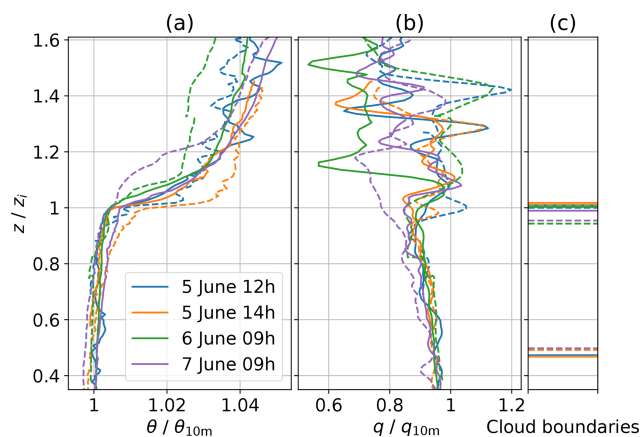 (a) (b) (c)
1.6
1.4
1.2
1
0.8
0.6
0.4
z / z_i
5 June 12h
5 June 14h
6 June 09h
7 June 09h
1 1.02 1.04
0.6 0.8 1 1.2
θ / θ_10m q / q_10m Cloud boundaries